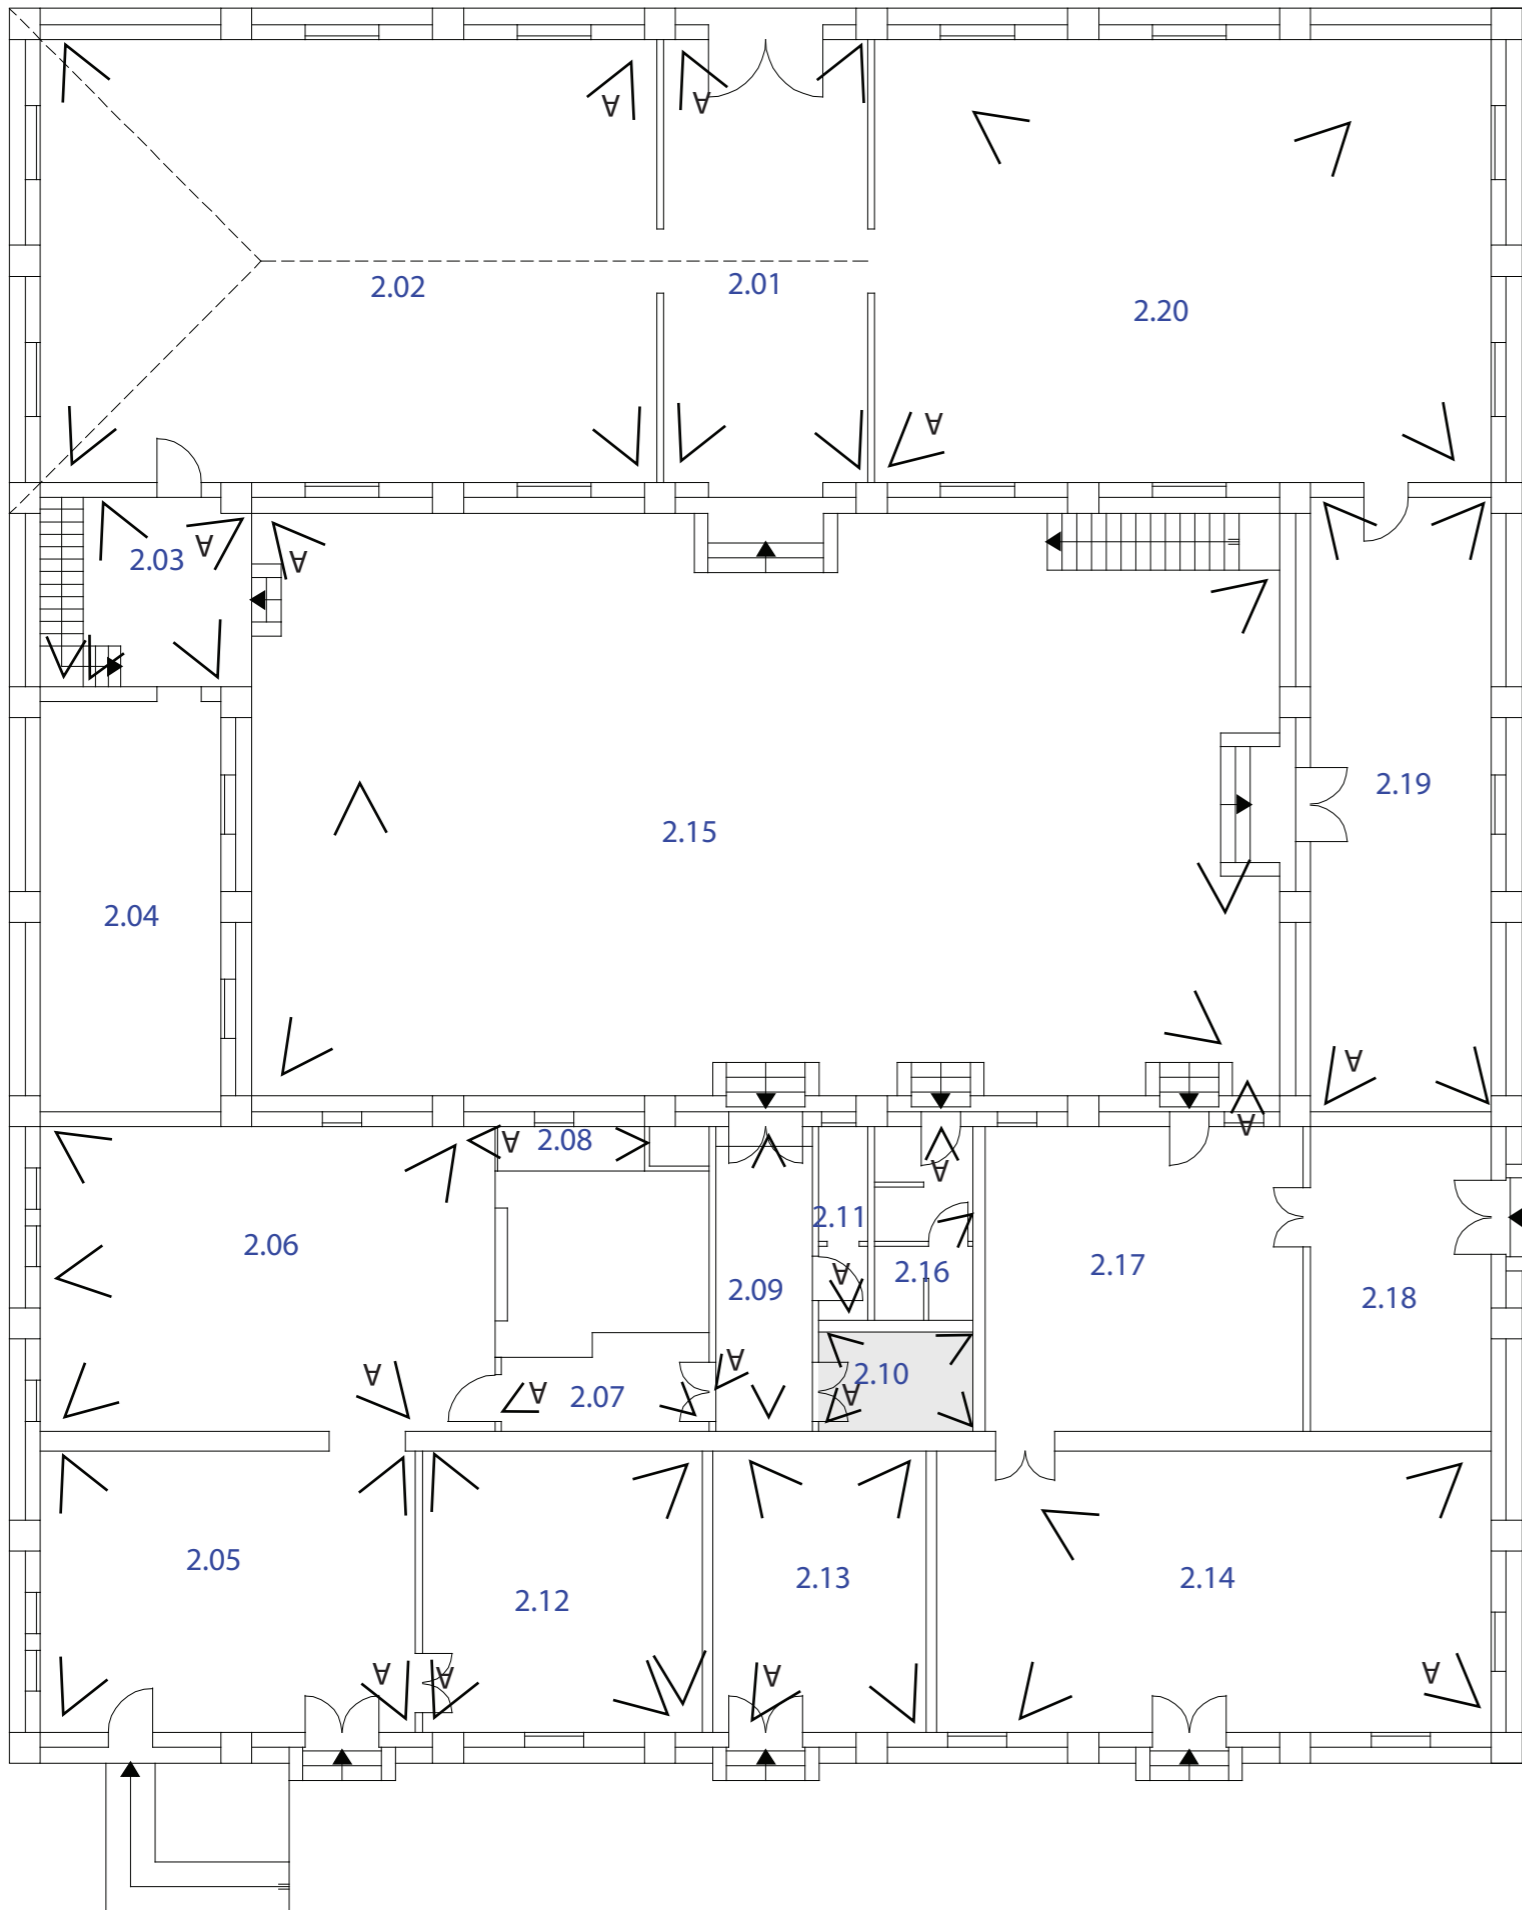 ∀ ∀
2.02 2.01 2.20
∀
2.03 ∀ ∀
2.19
2.15
2.04
∀
∀
∀ 2.08 ∀
2.11
2.06 2.17
∀ 2.16
2.09 2.18
∀ ∀ 2.10
∀ 2.07 ∀
2.05 2.13 2.14
2.12
∀ ∀ ∀ ∀